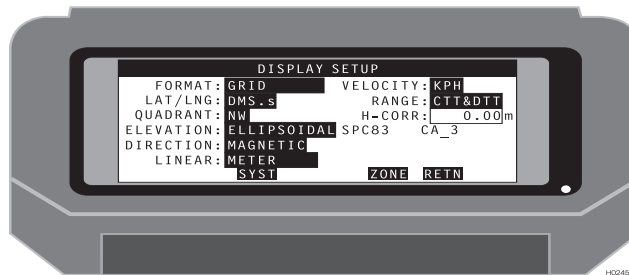 DISPLAY SETUP
FORMAT: GRID VELOCITY: KPH
LAT/LNG: DMS.s RANGE: CTT&DTT
QUADRANT: NW H-CORR: 0.00m
ELEVATION: ELLIPSOIDAL SPC83 CA_3
DIRECTION: MAGNETIC
LINEAR: METER
SYST ZONE RETN
H0245